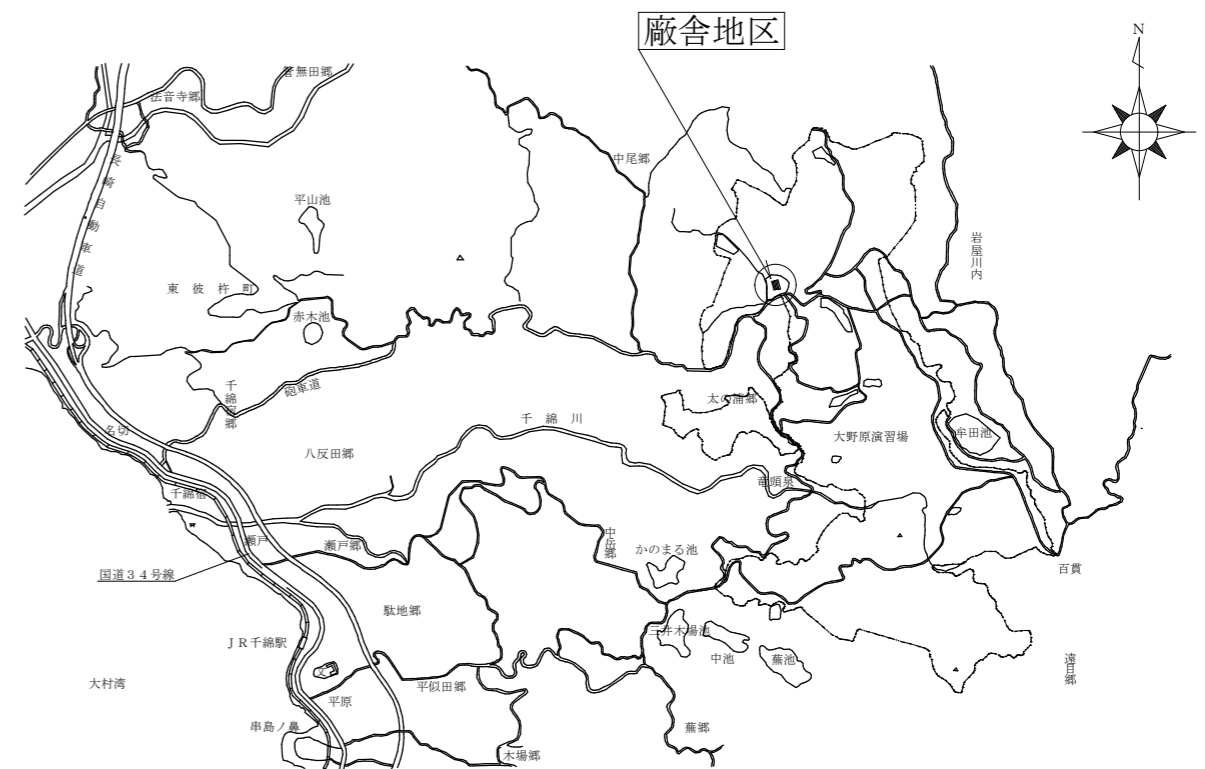 廠舎地区
N
菅無田郷
法音寺郷
長崎自動車道
中尾郷
平山池
岩屋川内
東彼杵町
赤木池
千綿宿郷
砲車道
太の浦郷
千綿川
大野原演習場
牟田池
名切
八反田郷
竜頭泉
千綿宿
瀬戸
瀬戸郷
中岳郷
かのまる池
国道34号線
百貫
駄地郷
三井木場池
JR千綿駅
中池
蕪池
遠目郷
大村湾
平似田郷
平原
串島ノ鼻
蕪郷
木場郷